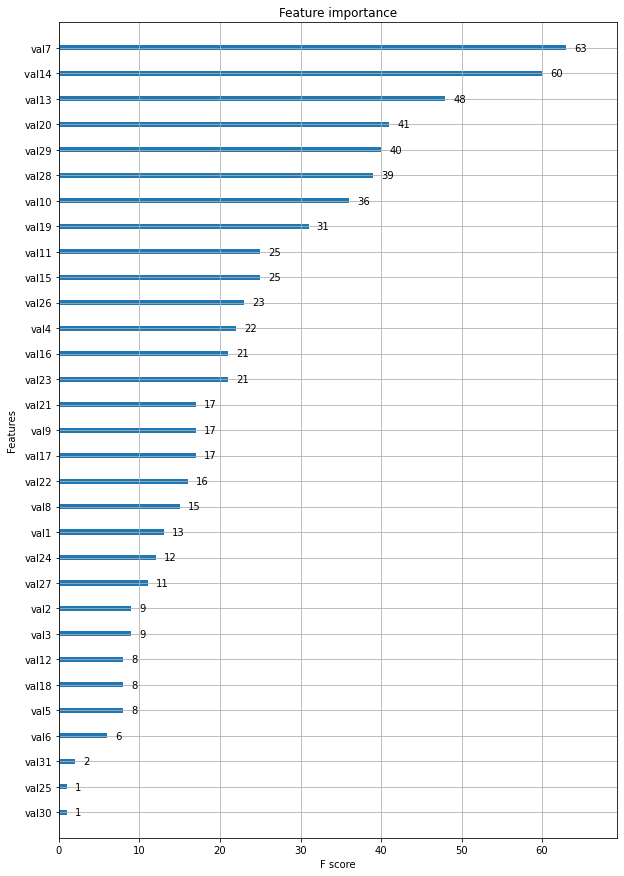 Feature importance
val7 63
val14 60
val13 48
val20 41
val29 40
val28 39
val10 36
val19 31
val11 25
val15 25
val26 23
val4 22
val16 21
val23 21
val21 17
val9 17
val17 17
val22 16
val8 15
val1 13
val24 12
val27 11
val2 9
val3 9
val12 8
val18 8
val5 8
val6 6
val31 2
val25 1
val30 1
Features
0 10 20 30 40 50 60
F score